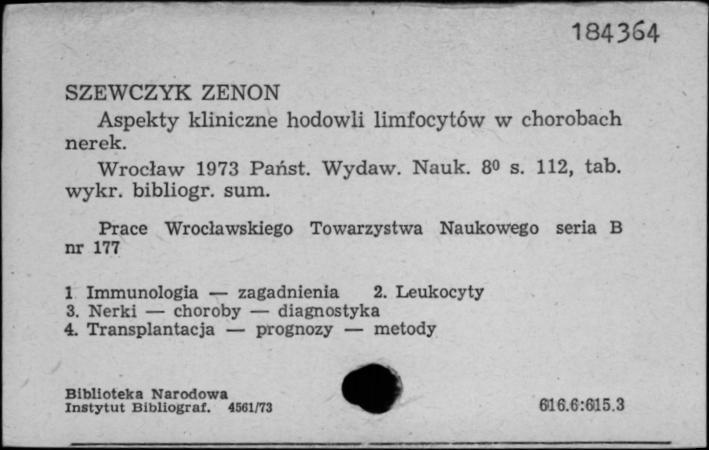 184364
SZEWCZYK ZENON
Aspekty kliniczne hodowli limfocytów w chorobach
nerek.
Wrocław 1973 Państ. Wydaw. Nauk. 8⁰ s. 112, tab.
wykr. bibliogr. sum.
Prace Wrocławskiego Towarzystwa Naukowego seria B
nr 177
1 Immunologia — zagadnienia 2. Leukocyty
3. Nerki — choroby — diagnostyka
4. Transplantacja — prognozy — metody
Biblioteka Narodowa
Instytut Bibliograf. 4561/73
616.6:615.3